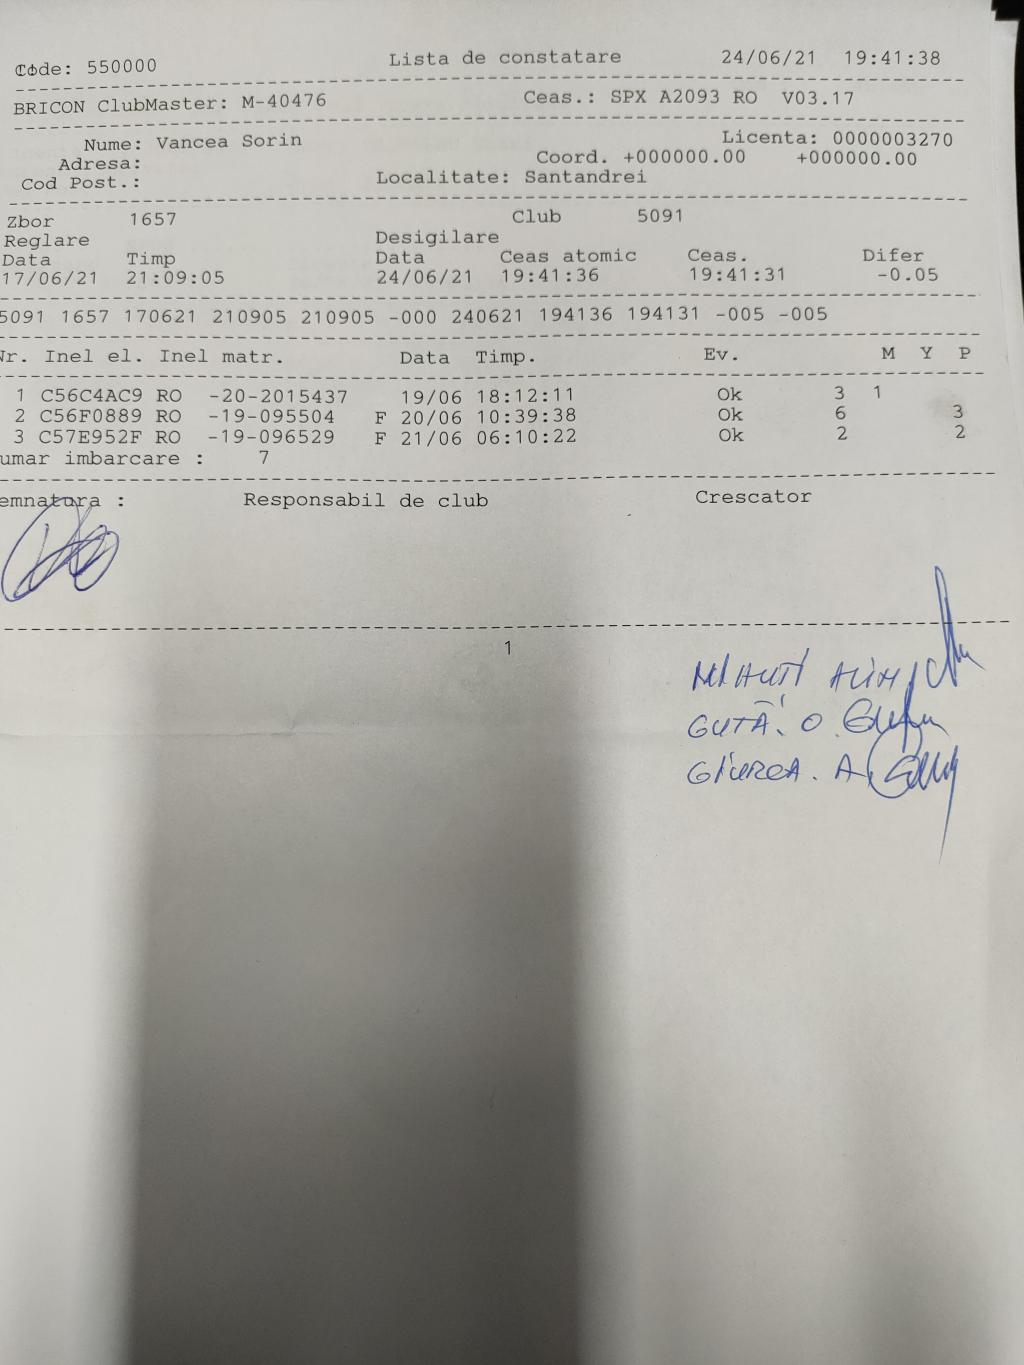 Code: 550000 Lista de constatare 24/06/21 19:41:38
BRICON ClubMaster: M-40476 Ceas.: SPX A2093 RO V03.17
Nume: Vancea Sorin Licenta: 0000003270
Adresa: Coord. +000000.00 +000000.00
Cod Post.: Localitate: Santandrei
Zbor 1657 Club 5091
Reglare Desigilare
Data Timp Data Ceas atomic Ceas. Difer
17/06/21 21:09:05 24/06/21 19:41:36 19:41:31 -0.05
5091 1657 170621 210905 210905 -000 240621 194136 194131 -005 -005
Nr. Inel el. Inel matr. Data Timp. Ev. M Y P
1 C56C4AC9 RO -20-2015437 19/06 18:12:11 Ok 3 1
2 C56F0889 RO -19-095504 F 20/06 10:39:38 Ok 6 3
3 C57E952F RO -19-096529 F 21/06 06:10:22 Ok 2 2
umar imbarcare : 7
emnatura : Responsabil de club Crescator
1
GUTĂ. O
GIUREA. A.